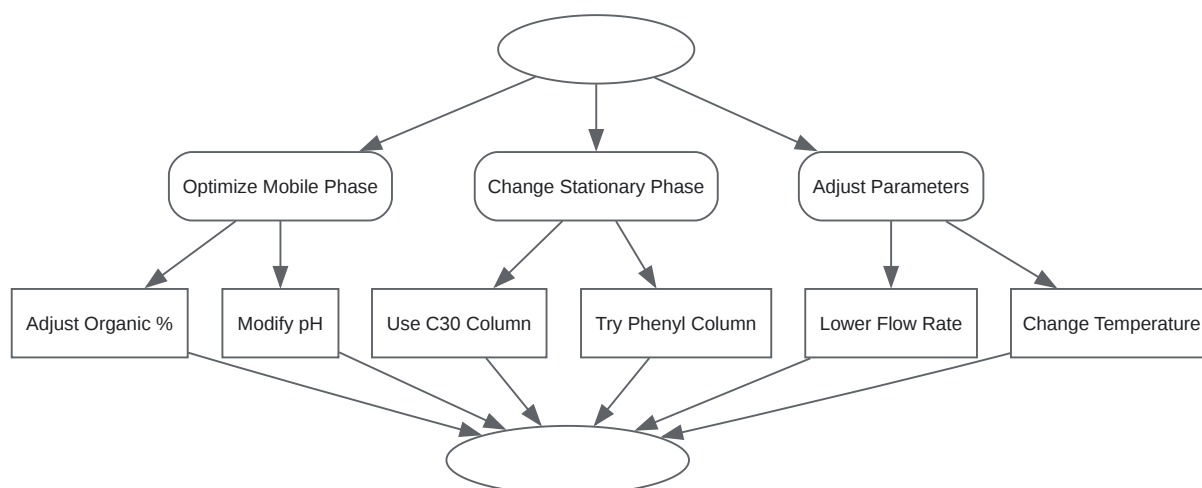 Optimize Mobile Phase
Change Stationary Phase
Adjust Parameters
Adjust Organic %
Modify pH
Use C30 Column
Try Phenyl Column
Lower Flow Rate
Change Temperature